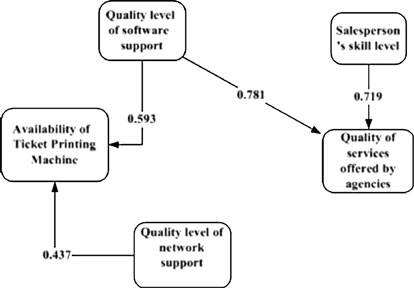 Quality level
of software
support
Salesperson
's skill level
0.781
0.719
0.593
Availability of
Ticket Printing
Machine
Quality of
services
offered by
agencies
Quality level of
network
support
0.437